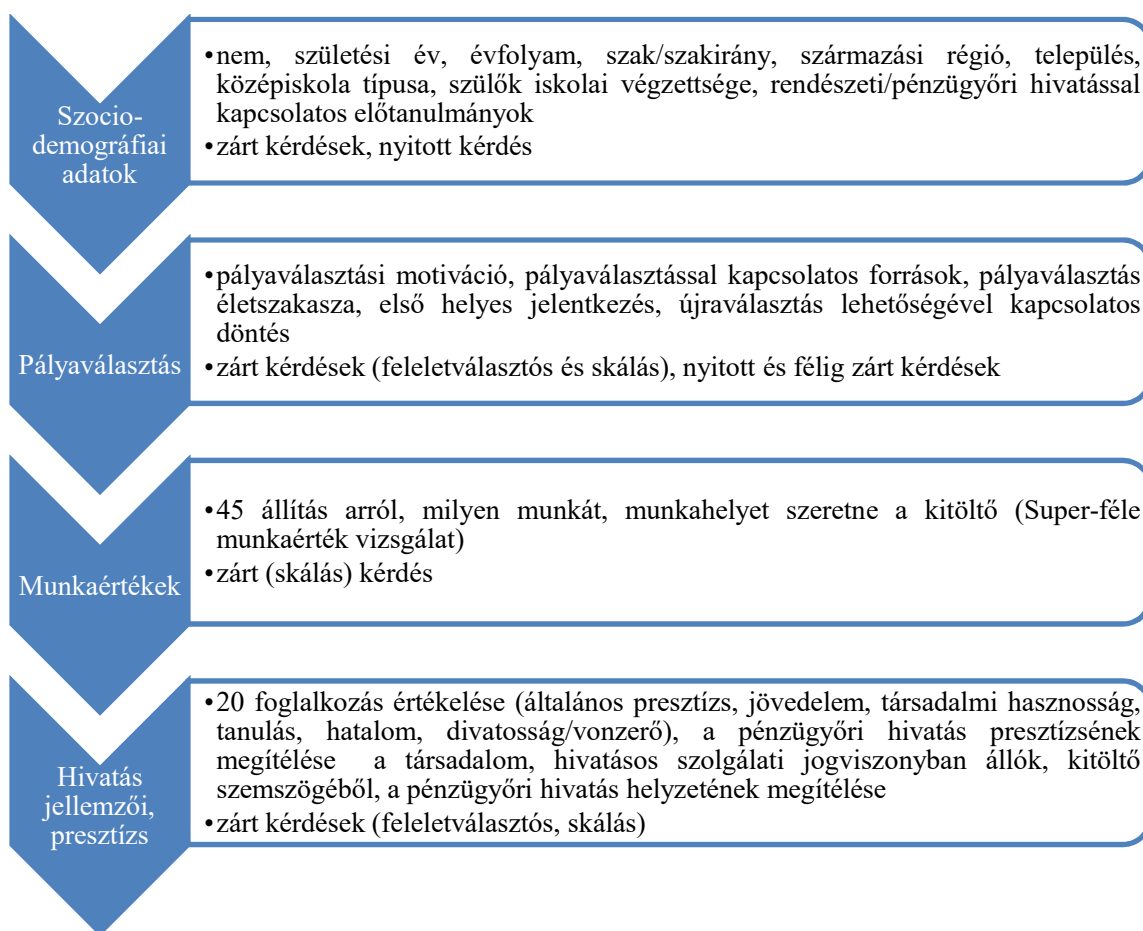 Szocio-
demográfiai
adatok
•nem, születési év, évfolyam, szak/szakirány, származási régió, település,
középiskola típusa, szülők iskolai végzettsége, rendészeti/pénzügyőri hivatással
kapcsolatos előtanulmányok
•zárt kérdések, nyitott kérdés
Pályaválasztás
•pályaválasztási motiváció, pályaválasztással kapcsolatos források, pályaválasztás
életszakasza, első helyes jelentkezés, újraválasztás lehetőségével kapcsolatos
döntés
•zárt kérdések (feleletválasztós és skálás), nyitott és félig zárt kérdések
Munkaértékek
•45 állítás arról, milyen munkát, munkahelyet szeretne a kitöltő (Super-féle
munkaérték vizsgálat)
•zárt (skálás) kérdés
Hivatás
jellemzői,
presztízs
•20 foglalkozás értékelése (általános presztízs, jövedelem, társadalmi hasznosság,
tanulás, hatalom, divatosság/vonzerő), a pénzügyőri hivatás presztízsének
megítélése a társadalom, hivatásos szolgálati jogviszonyban állók, kitöltő
szemszögéből, a pénzügyőri hivatás helyzetének megítélése
•zárt kérdések (feleletválasztós, skálás)